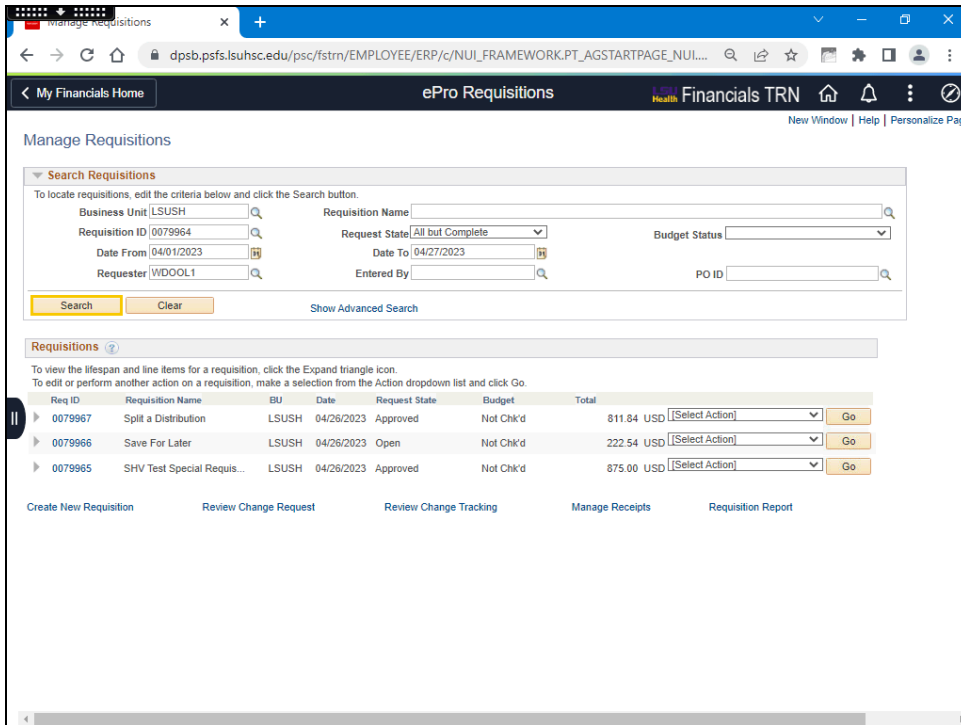 Manage Requisitions
dpsb.psfs.lsuhsc.edu/psc/fstrn/EMPLOYEE/ERP/c/NUI_FRAMEWORK.PT_AGSTARTPAGE_NUI....
My Financials Home
ePro Requisitions
LSU Health Financials TRN
New Window | Help | Personalize Pag
Manage Requisitions
Search Requisitions
To locate requisitions, edit the criteria below and click the Search button.
Business Unit LSUSH Requisition Name
Requisition ID 0079964 Request State All but Complete Budget Status
Date From 04/01/2023 Date To 04/27/2023
Requester WDOOL1 Entered By PO ID
Search Clear Show Advanced Search
Requisitions ?
To view the lifespan and line items for a requisition, click the Expand triangle icon.
To edit or perform another action on a requisition, make a selection from the Action dropdown list and click Go.
Req ID Requisition Name BU Date Request State Budget Total
0079967 Split a Distribution LSUSH 04/26/2023 Approved Not Chk'd 811.84 USD [Select Action] Go
0079966 Save For Later LSUSH 04/26/2023 Open Not Chk'd 222.54 USD [Select Action] Go
0079965 SHV Test Special Requis... LSUSH 04/26/2023 Approved Not Chk'd 875.00 USD [Select Action] Go
Create New Requisition Review Change Request Review Change Tracking Manage Receipts Requisition Report